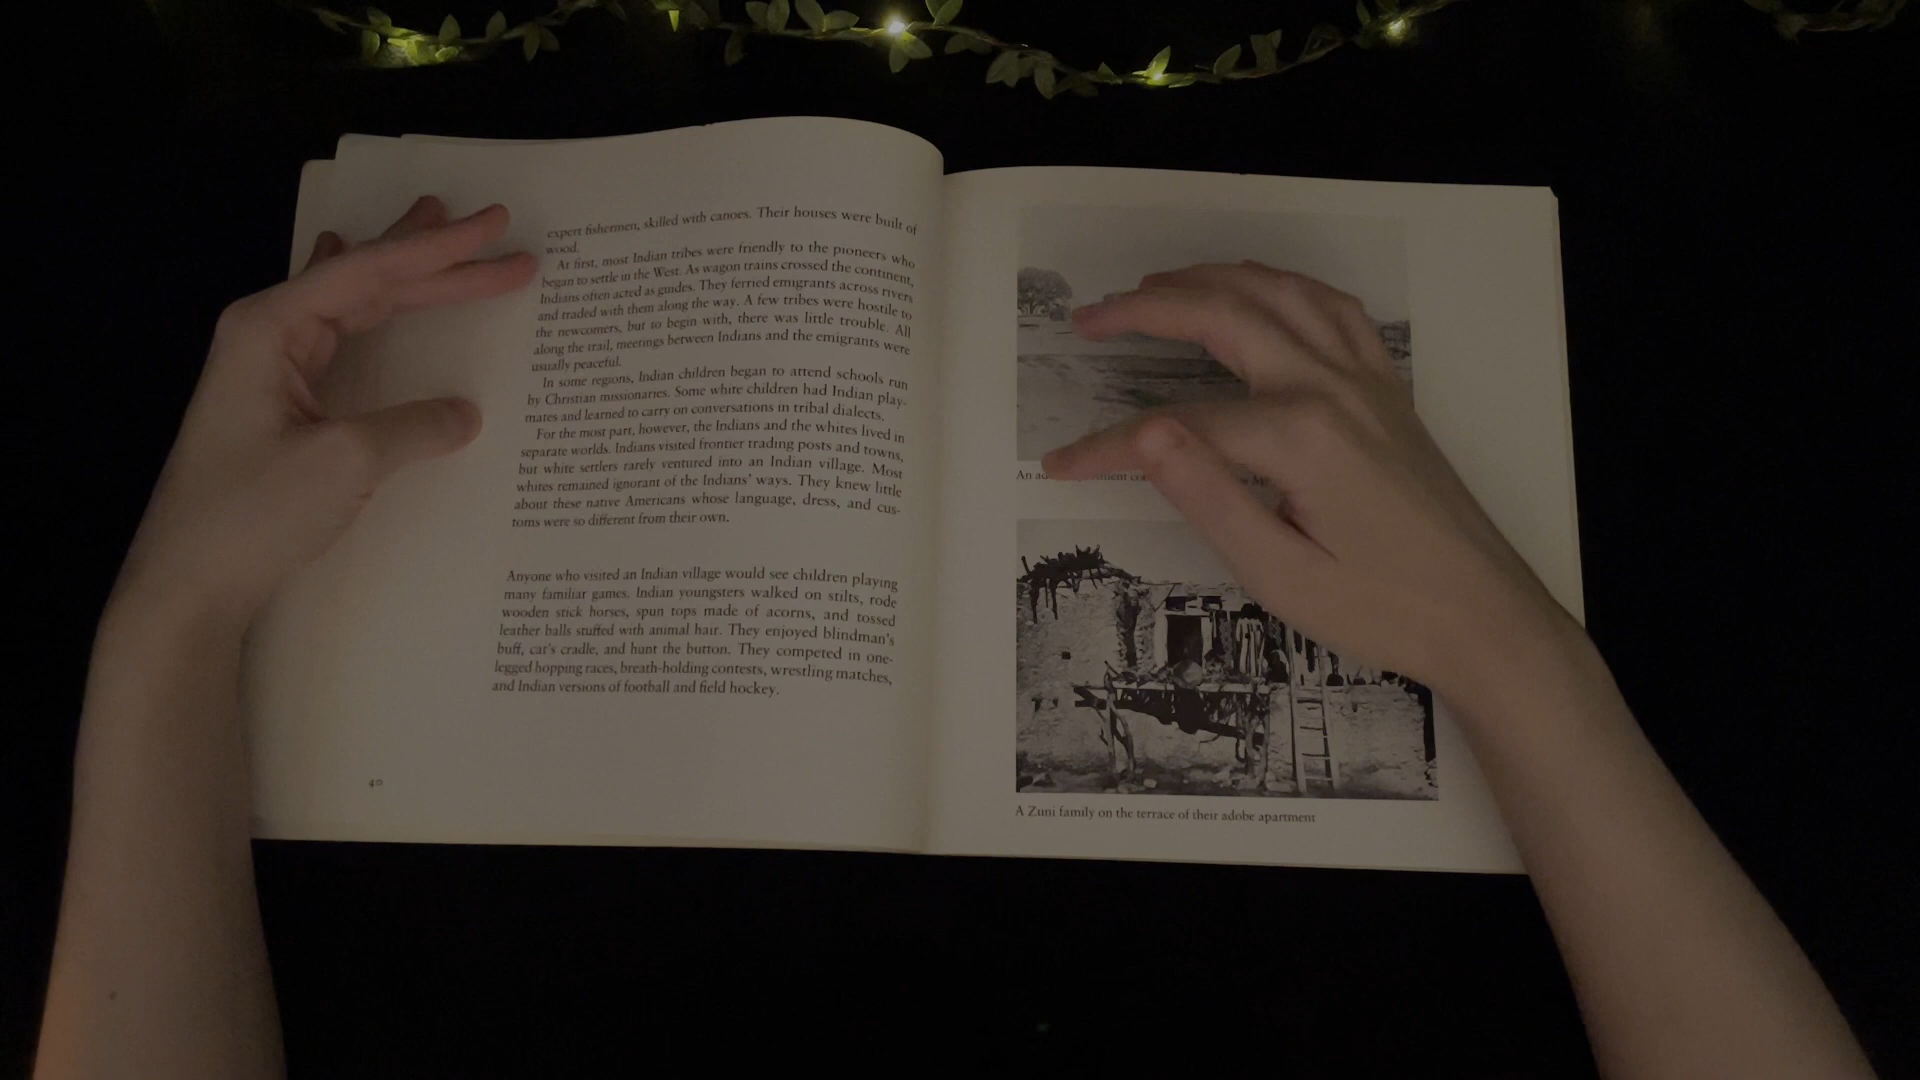 expert fishermen, skilled with canoes. Their houses were built of
wood.
At first, most Indian tribes were friendly to the pioneers who
began to settle in the West. As wagon trains crossed the continent,
Indians often acted as guides. They ferried emigrants across rivers
and traded with them along the way. A few tribes were hostile to
the newcomers, but to begin with, there was little trouble. All
along the trail, meetings between Indians and the emigrants were
usually peaceful.
In some regions, Indian children began to attend schools run
by Christian missionaries. Some white children had Indian play-
mates and learned to carry on conversations in tribal dialects.
For the most part, however, the Indians and the whites lived in
separate worlds. Indians visited frontier trading posts and towns,
but white settlers rarely ventured into an Indian village. Most
whites remained ignorant of the Indians' ways. They knew little
about these native Americans whose language, dress, and cus-
toms were so different from their own.
Anyone who visited an Indian village would see children playing
many familiar games. Indian youngsters walked on stilts, rode
wooden stick horses, spun tops made of acorns, and tossed
leather balls stuffed with animal hair. They enjoyed blindman's
buff, cat's cradle, and hunt the button. They competed in one-
legged hopping races, breath-holding contests, wrestling matches,
and Indian versions of football and field hockey.
40
An
A Zuni family on the terrace of their adobe apartment